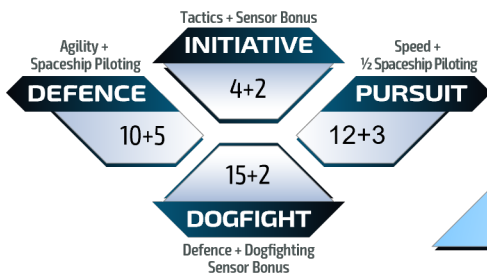 Tactics + Sensor Bonus
INITIATIVE
4+2
Agility +
Spaceship Piloting
DEFENCE
10+5
Speed +
½ Spaceship Piloting
PURSUIT
12+3
15+2
DOGFIGHT
Defence + Dogfighting
Sensor Bonus